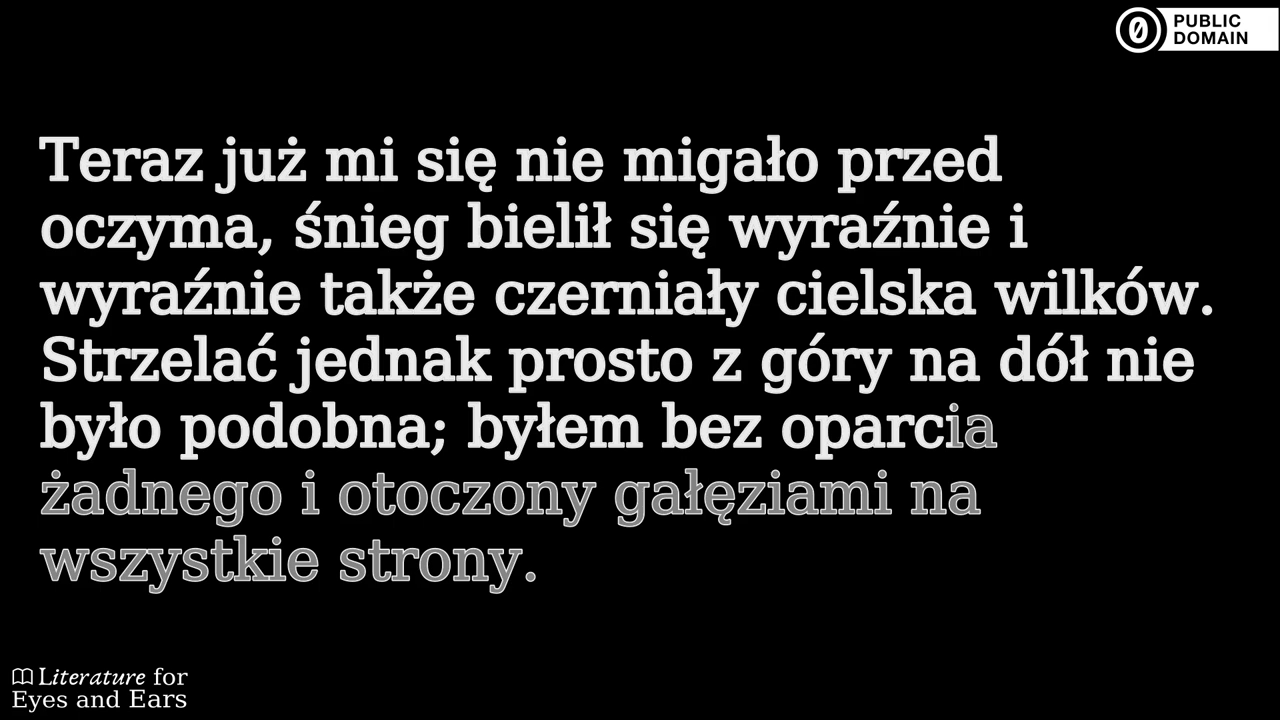 PUBLIC
DOMAIN
Teraz już mi się nie migało przed
oczyma, śnieg bielił się wyraźnie i
wyraźnie także czerniały cielska wilków.
Strzelać jednak prosto z góry na dół nie
było podobna; byłem bez oparcia
żadnego i otoczony gałęziami na
wszystkie strony.
Literature for
Eyes and Ears